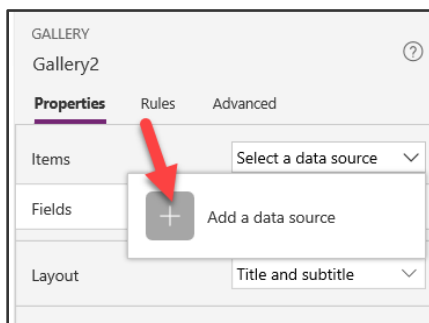 GALLERY
Gallery2
Properties Rules Advanced
Items Select a data source
Fields
Add a data source
Layout Title and subtitle